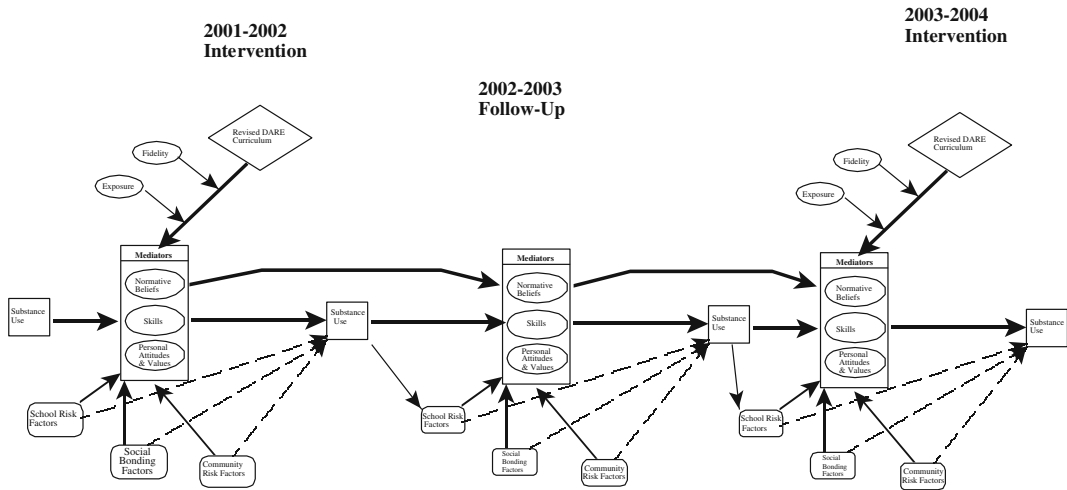 2001-2002
Intervention
2002-2003
Follow-Up
2003-2004
Intervention
Revised DARE
Curriculum
Fidelity
Exposure
Revised DARE
Curriculum
Fidelity
Exposure
Substance
Use
Mediators
Normative
Beliefs
Skills
Personal
Attitudes
& Values
Substance
Use
Mediators
Normative
Beliefs
Skills
Personal
Attitudes
& Values
Substance
Use
Mediators
Normative
Beliefs
Skills
Personal
Attitudes
& Values
Substance
Use
School Risk
Factors
Social
Bonding
Factors
Community
Risk Factors
School Risk
Factors
Social
Bonding
Factors
Community
Risk Factors
School Risk
Factors
Social
Bonding
Factors
Community
Risk Factors